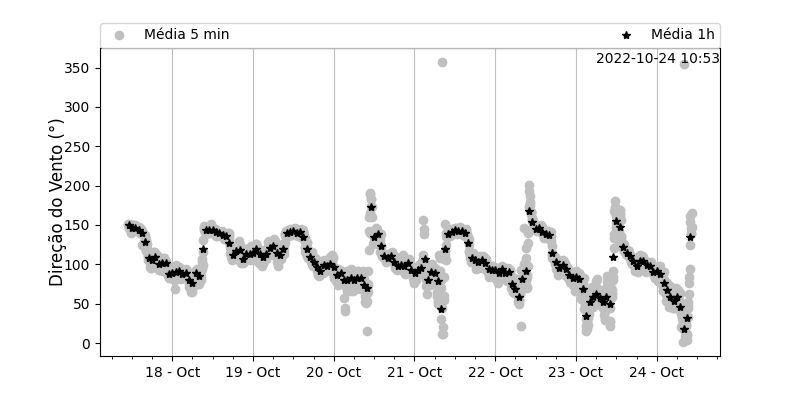 Média 5 min
Média 1h
2022-10-24 10:53
Direção do Vento (°)
350
300
250
200
150
100
50
0
18 - Oct
19 - Oct
20 - Oct
21 - Oct
22 - Oct
23 - Oct
24 - Oct